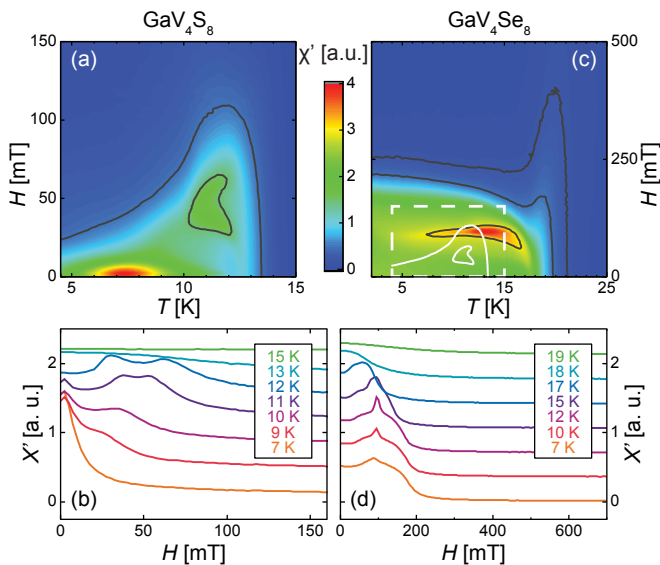 GaV₄S₈
GaV₄Se₈
(a)
χ' [a.u.]
(c)
150
100
50
0
H [mT]
4
3
2
1
0
500
250
0
H [mT]
5
10
15
T [K]
5
10
15
20
25
T [K]
(b)
15 K
13 K
12 K
11 K
10 K
9 K
7 K
2
1
0
X' [a. u.]
0
50
100
150
H [mT]
(d)
19 K
18 K
17 K
15 K
12 K
10 K
7 K
2
1
0
X' [a. u.]
0
200
400
600
H [mT]